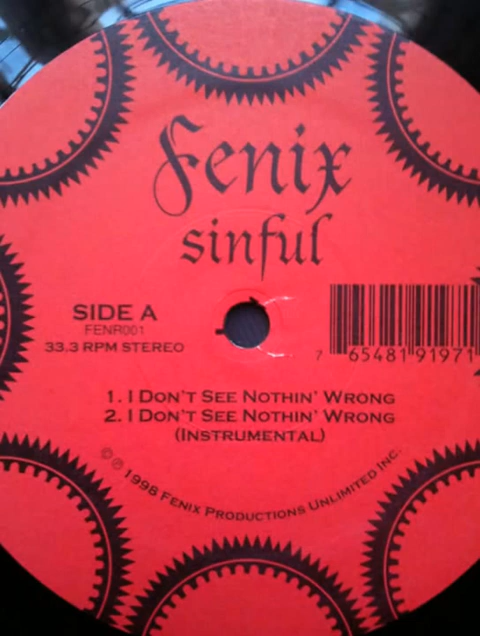 Fenix
sinful
SIDE A
FENR001
33.3 RPM STEREO
7 65481 91971
1. I DON'T SEE NOTHIN' WRONG
2. I DON'T SEE NOTHIN' WRONG
(INSTRUMENTAL)
© ℗ 1998 FENIX PRODUCTIONS UNLIMITED INC.